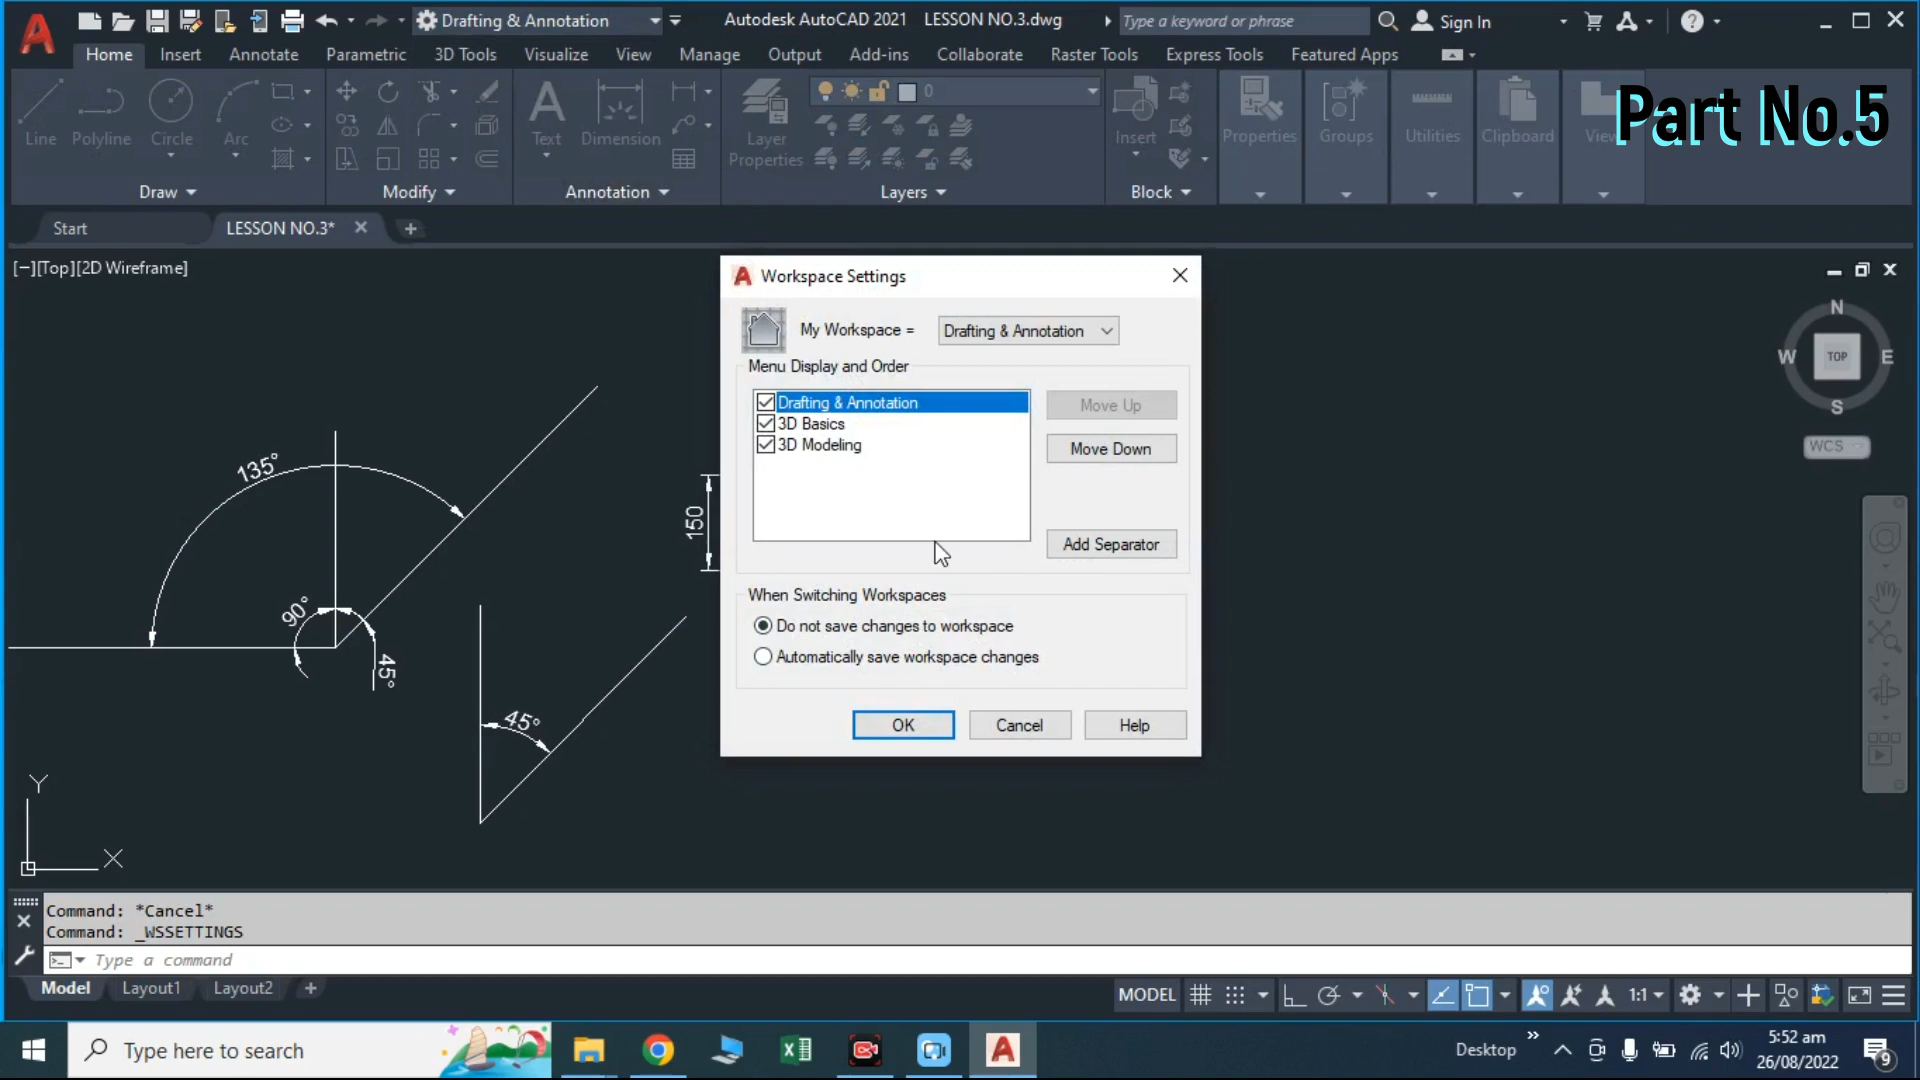 Drafting & Annotation
Autodesk AutoCAD 2021 LESSON NO.3.dwg
Type a keyword or phrase
Sign In
Home Insert Annotate Parametric 3D Tools Visualize View Manage Output Add-ins Collaborate Raster Tools Express Tools Featured Apps
Part No.5
Line Polyline Circle Arc
Text Dimension
Layer Properties
0
Insert
Properties Groups Utilities Clipboard View
Draw Modify Annotation Layers Block
Start LESSON NO.3*
[−][Top][2D Wireframe]
Workspace Settings
My Workspace = Drafting & Annotation
Menu Display and Order
Drafting & Annotation
3D Basics
3D Modeling
Move Up
Move Down
Add Separator
When Switching Workspaces
Do not save changes to workspace
Automatically save workspace changes
OK Cancel Help
N
W TOP E
S
WCS
135°
90°
45°
45°
150
Y
X
Command: *Cancel*
Command: _WSSETTINGS
Type a command
Model Layout1 Layout2
MODEL 1:1
Type here to search
Desktop
5:52 am
26/08/2022
9